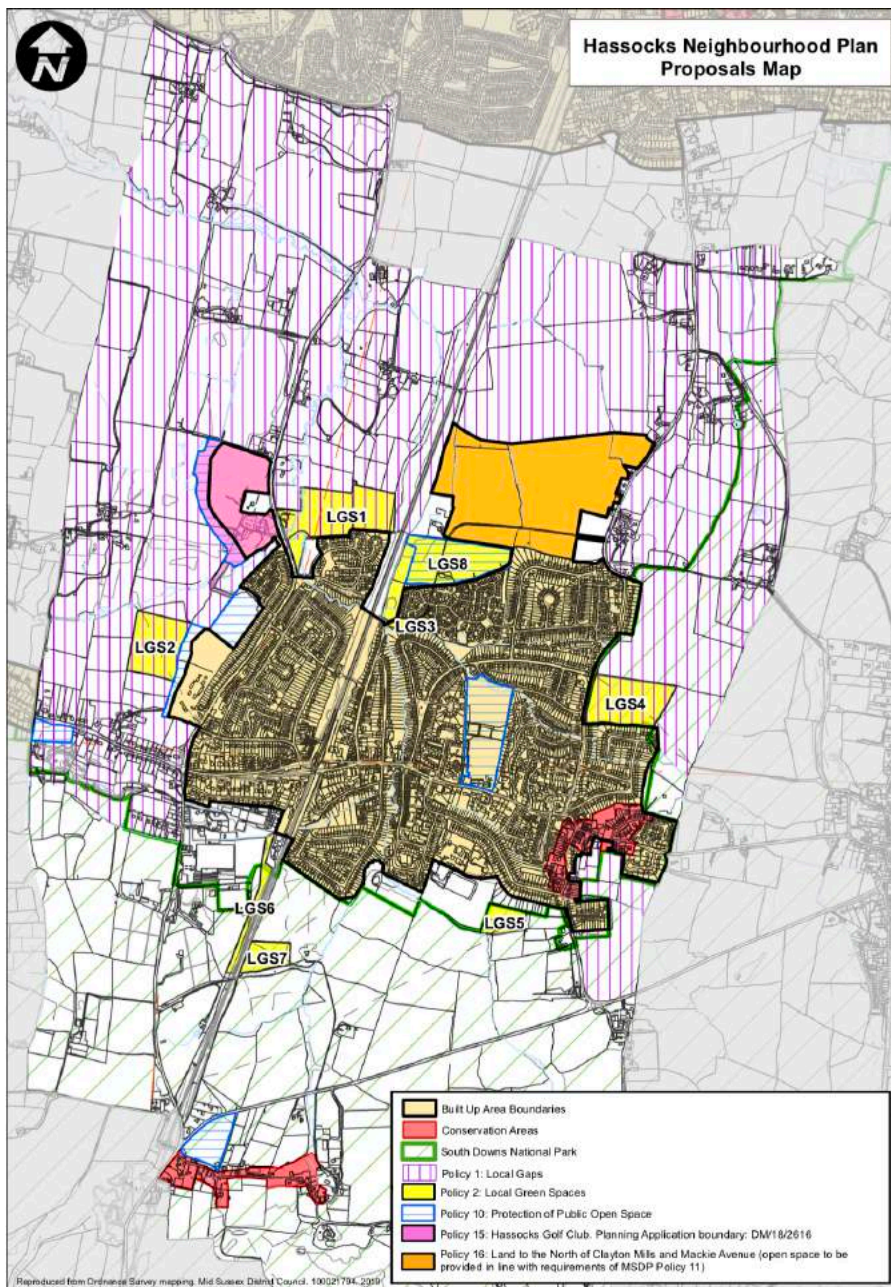 Hassocks Neighbourhood Plan
Proposals Map
N
LGS1
LGS8
LGS3
LGS2
LGS4
LGS6
LGS5
LGS7
Built Up Area Boundaries
Conservation Areas
South Downs National Park
Policy 1: Local Gaps
Policy 2: Local Green Spaces
Policy 10: Protection of Public Open Space
Policy 15: Hassocks Golf Club. Planning Application boundary: DM/18/2616
Policy 16: Land to the North of Clayton Mills and Mackie Avenue (open space to be
provided in line with requirements of MSDP Policy 11)
Reproduced from Ordnance Survey mapping. Mid Sussex District Council. 100021794. 2019